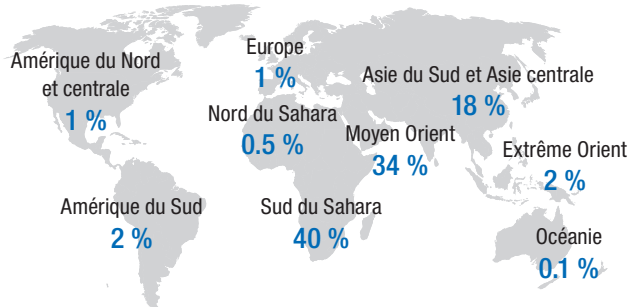 Amérique du Nord
et centrale
1 %
Europe
1 %
Asie du Sud et Asie centrale
18 %
Nord du Sahara
0.5 %
Moyen Orient
34 %
Extrême Orient
2 %
Amérique du Sud
2 %
Sud du Sahara
40 %
Océanie
0.1 %